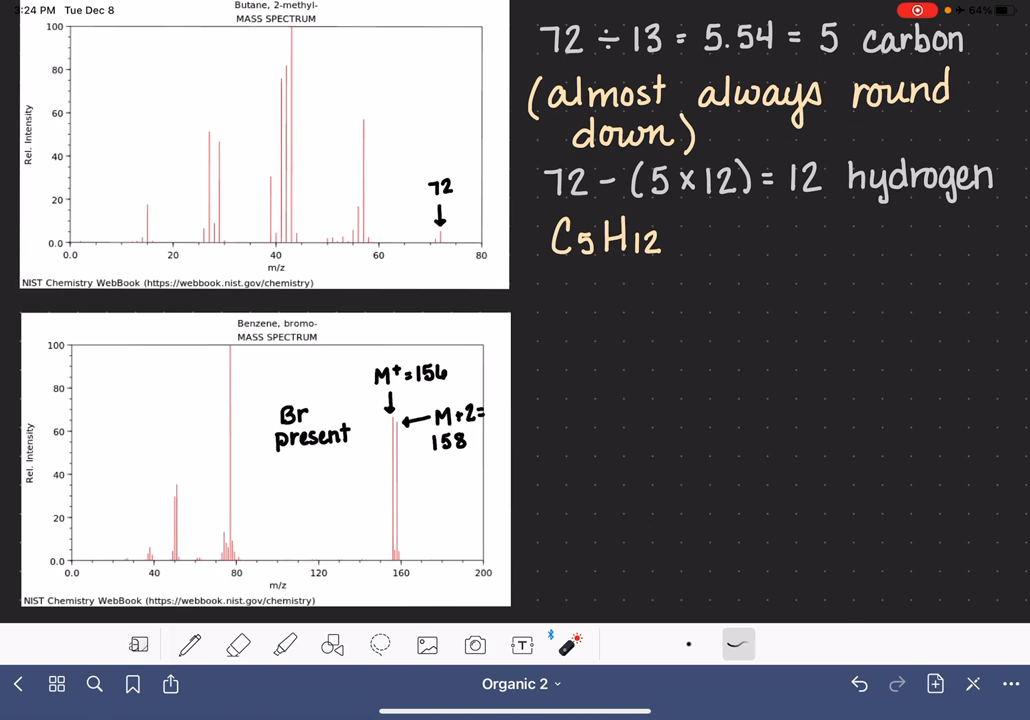 3:24 PM Tue Dec 8
64%
Butane, 2-methyl-
MASS SPECTRUM
100
80
60
40
20
0.0
Rel. Intensity
72
0.0 20 40 60 80
m/z
NIST Chemistry WebBook (https://webbook.nist.gov/chemistry)
72 ÷ 13 = 5.54 = 5 carbon
(almost always round
down)
72 - (5 × 12) = 12 hydrogen
C5H12
Benzene, bromo-
MASS SPECTRUM
100
80
60
40
20
0.0
Rel. Intensity
M+ = 156
Br
present
M+2=
158
0.0 40 80 120 160 200
m/z
NIST Chemistry WebBook (https://webbook.nist.gov/chemistry)
T
Organic 2